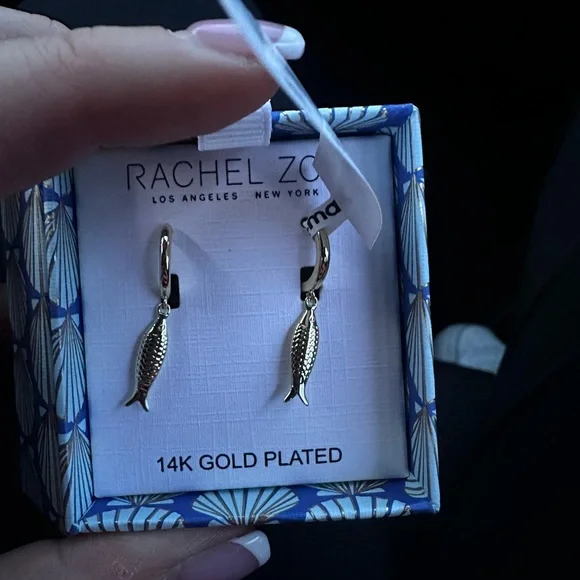 RACHEL ZO
LOS ANGELES NEW YORK
14K GOLD PLATED